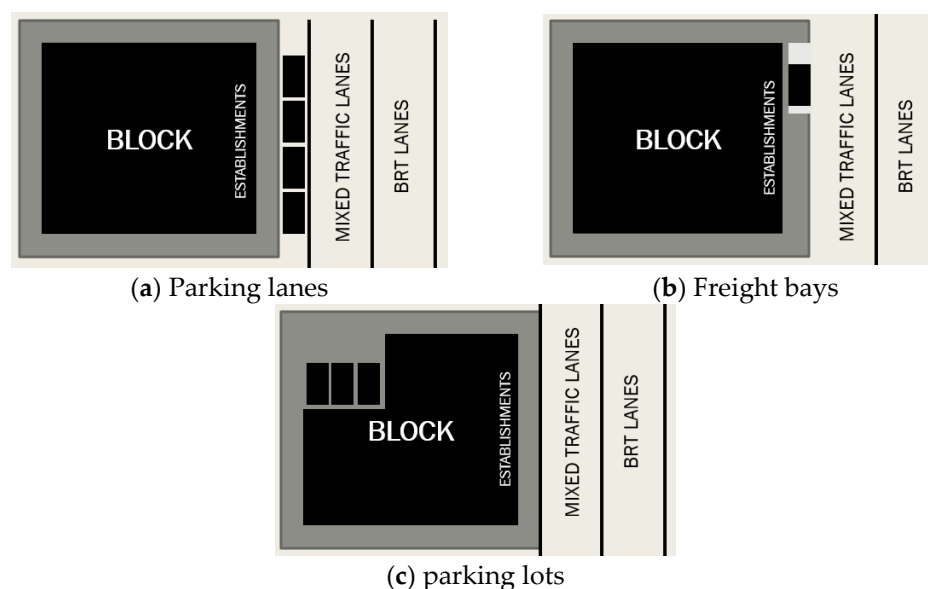 BLOCK
ESTABLISHMENTS
MIXED TRAFFIC LANES
BRT LANES
(a) Parking lanes
BLOCK
ESTABLISHMENTS
MIXED TRAFFIC LANES
BRT LANES
(b) Freight bays
BLOCK
ESTABLISHMENTS
MIXED TRAFFIC LANES
BRT LANES
(c) parking lots